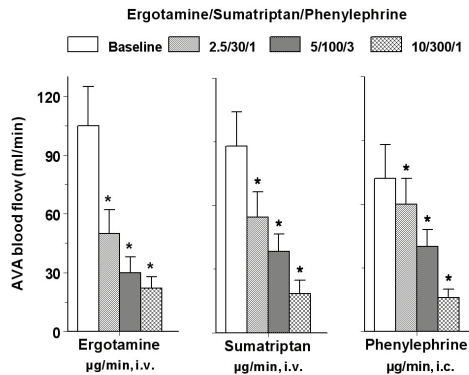 Ergotamine/Sumatriptan/Phenylephrine
Baseline 2.5/30/1 5/100/3 10/300/1
AVA blood flow (ml/min)
120
90
60
30
0
* * *
* * *
* * *
Ergotamine Sumatriptan Phenylephrine
µg/min, i.v. µg/min, i.v. µg/min, i.c.